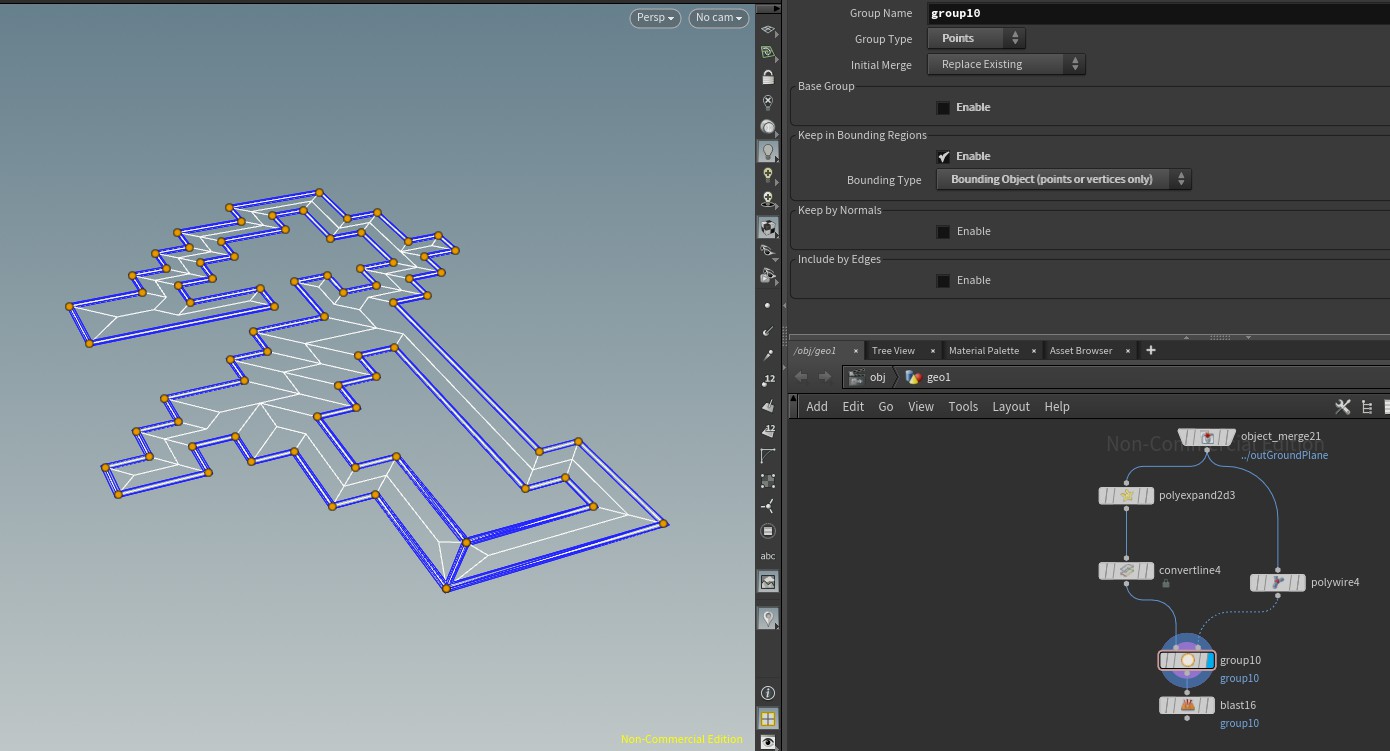 Persp
No cam
12
12
abc
Non-Commercial Edition
Group Name group10
Group Type Points
Initial Merge Replace Existing
Base Group
Enable
Keep in Bounding Regions
Enable
Bounding Type Bounding Object (points or vertices only)
Keep by Normals
Enable
Include by Edges
Enable
/obj/geo1 × Tree View × Material Palette × Asset Browser × +
obj geo1
Add Edit Go View Tools Layout Help
Non-Commercial Edition
object_merge21
../outGroundPlane
polyexpand2d3
convertline4
polywire4
group10
group10
blast16
group10